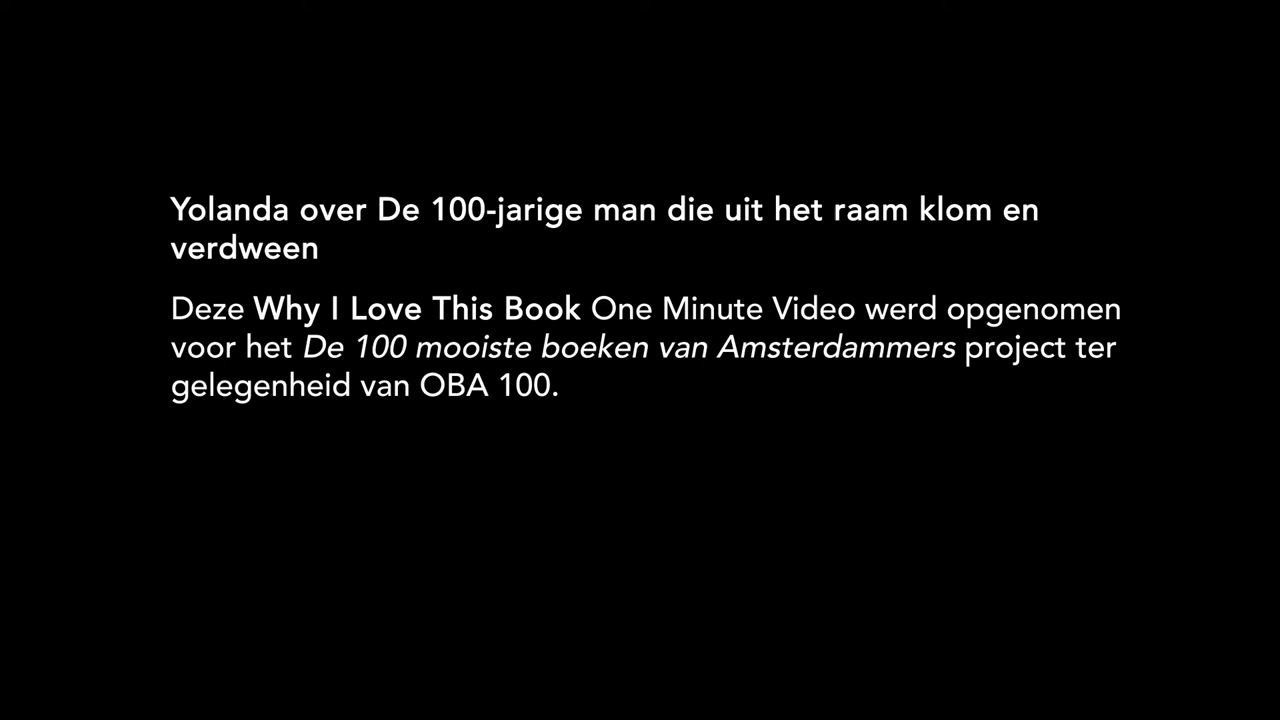 Yolanda over De 100-jarige man die uit het raam klom en
verdween
Deze Why I Love This Book One Minute Video werd opgenomen
voor het De 100 mooiste boeken van Amsterdammers project ter
gelegenheid van OBA 100.